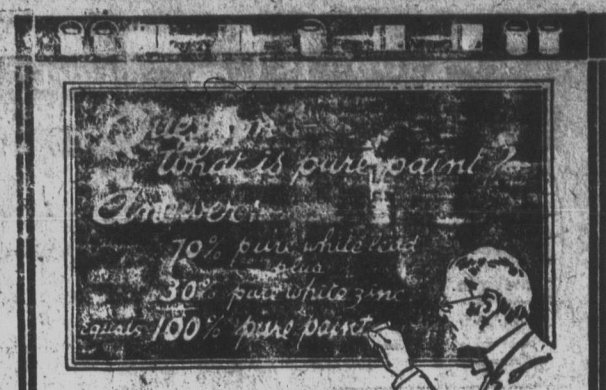 Question:
What is pure paint?
Answer:
70% pure white lead
plus
30% pure white zinc
Equals 100% pure paint